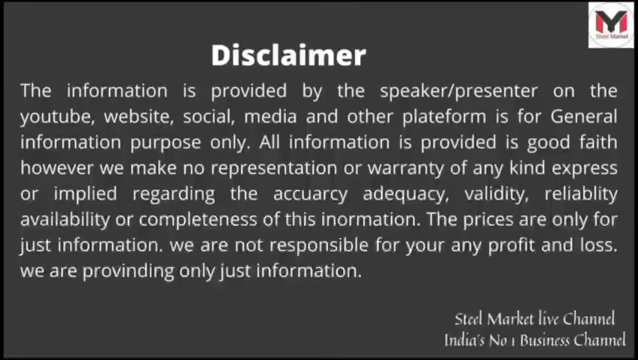 Steel Market
Disclaimer
The information is provided by the speaker/presenter on the
youtube, website, social, media and other plateform is for General
information purpose only. All information is provided is good faith
however we make no representation or warranty of any kind express
or implied regarding the accuarcy adequacy, validity, reliablity
availability or completeness of this inormation. The prices are only for
just information. we are not responsible for your any profit and loss.
we are provinding only just information.
Steel Market live Channel
India's No 1 Business Channel